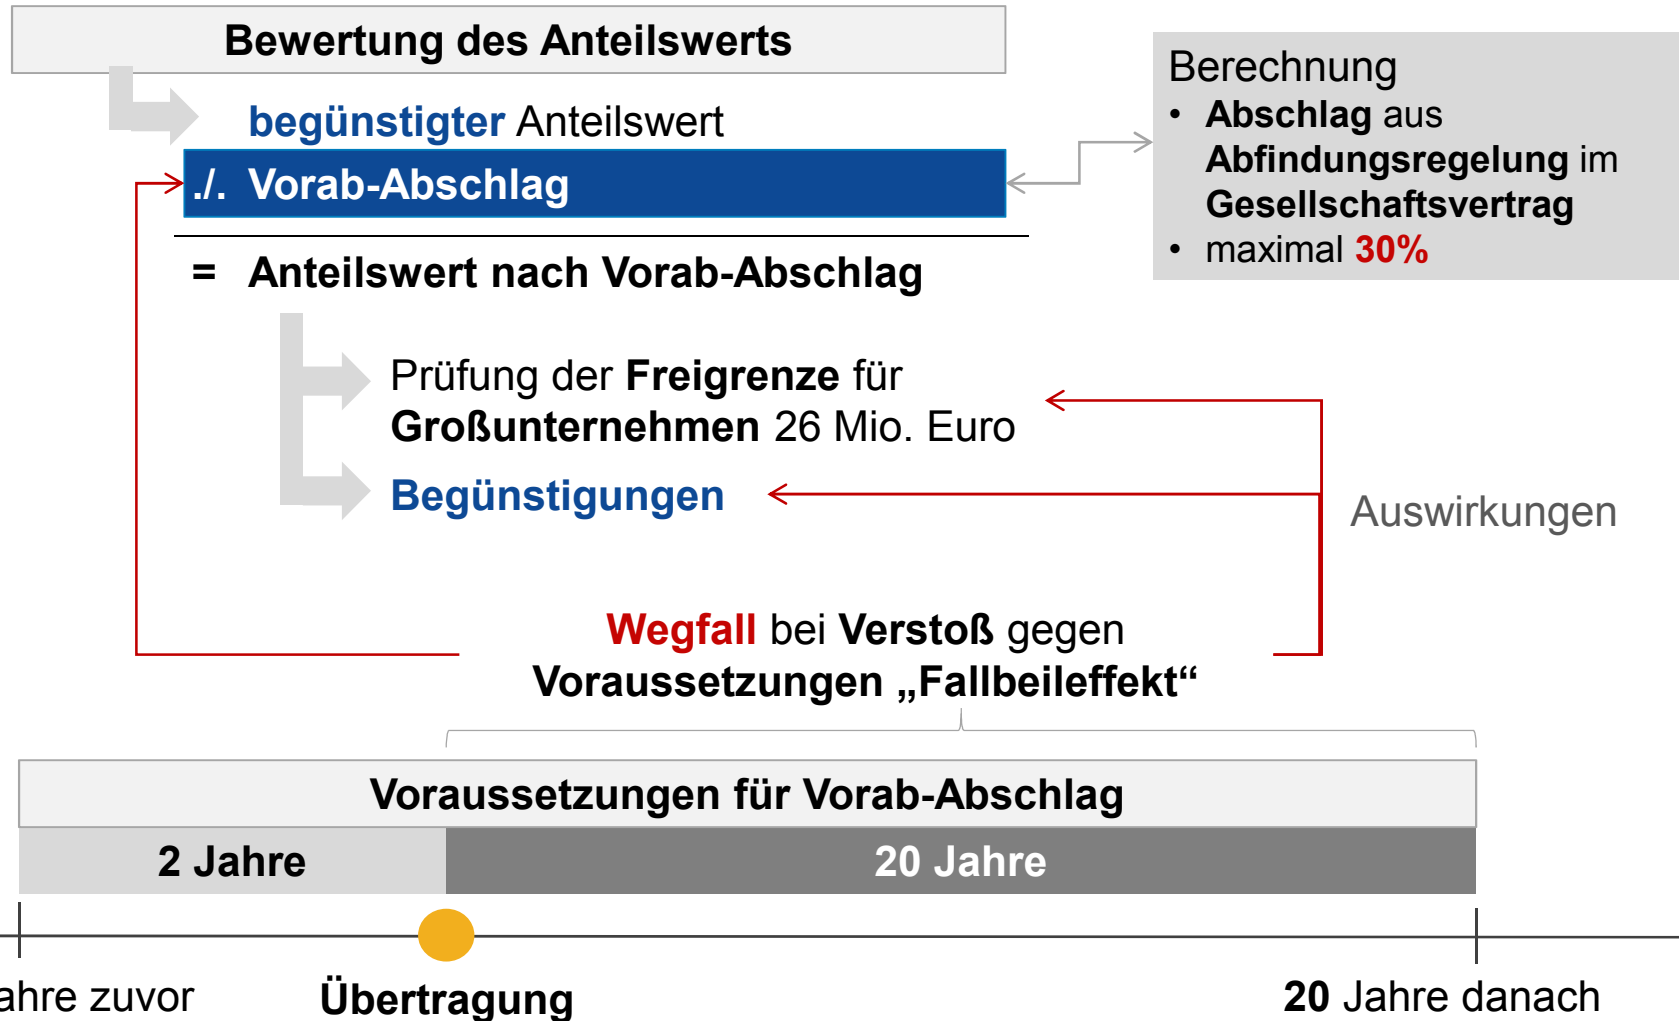 Bewertung des Anteilswerts
begünstigter Anteilswert
./. Vorab-Abschlag
= Anteilswert nach Vorab-Abschlag
Berechnung
• Abschlag aus
Abfindungsregelung im
Gesellschaftsvertrag
• maximal 30%
Prüfung der Freigrenze für
Großunternehmen 26 Mio. Euro
Begünstigungen
Auswirkungen
Wegfall bei Verstoß gegen
Voraussetzungen „Fallbeileffekt“
Voraussetzungen für Vorab-Abschlag
2 Jahre
20 Jahre
ahre zuvor
Übertragung
20 Jahre danach